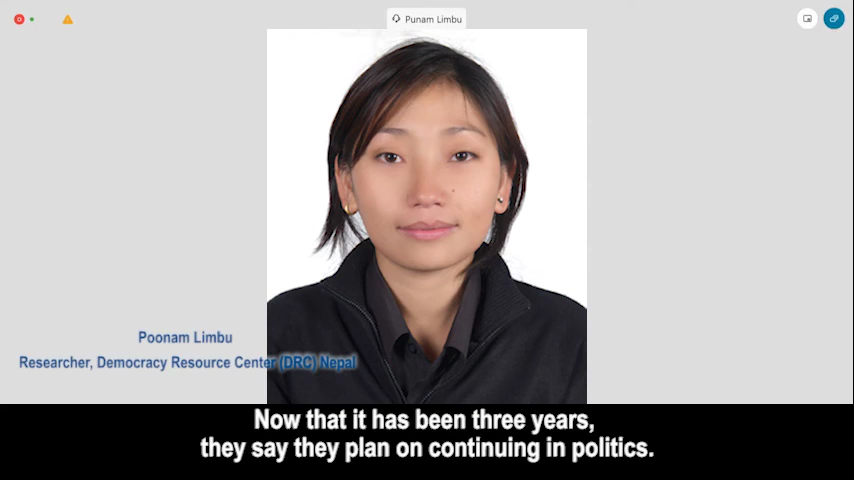 Punam Limbu
Poonam Limbu
Researcher, Democracy Resource Center (DRC) Nepal
Now that it has been three years,
they say they plan on continuing in politics.